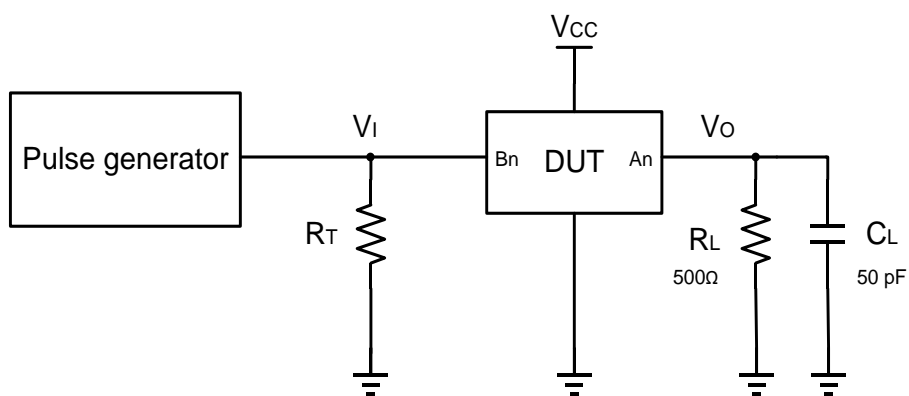 VCC
Pulse generator
VI
Bn
DUT
An
VO
RT
RL
500Ω
CL
50 pF